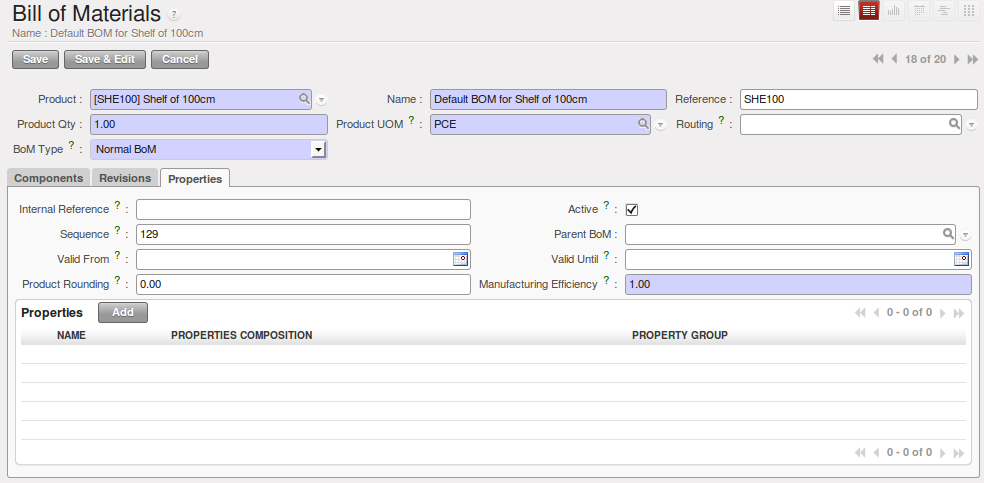 Bill of Materials ?
Name : Default BOM for Shelf of 100cm
Save Save & Edit Cancel 18 of 20
Product : [SHE100] Shelf of 100cm Name : Default BOM for Shelf of 100cm Reference : SHE100
Product Qty : 1.00 Product UOM ? : PCE Routing ? :
BoM Type ? : Normal BoM
Components Revisions Properties
Internal Reference ? : Active ? :
Sequence ? : 129 Parent BoM :
Valid From ? : Valid Until ? :
Product Rounding ? : 0.00 Manufacturing Efficiency ? : 1.00
Properties Add 0 - 0 of 0
NAME PROPERTIES COMPOSITION PROPERTY GROUP
0 - 0 of 0